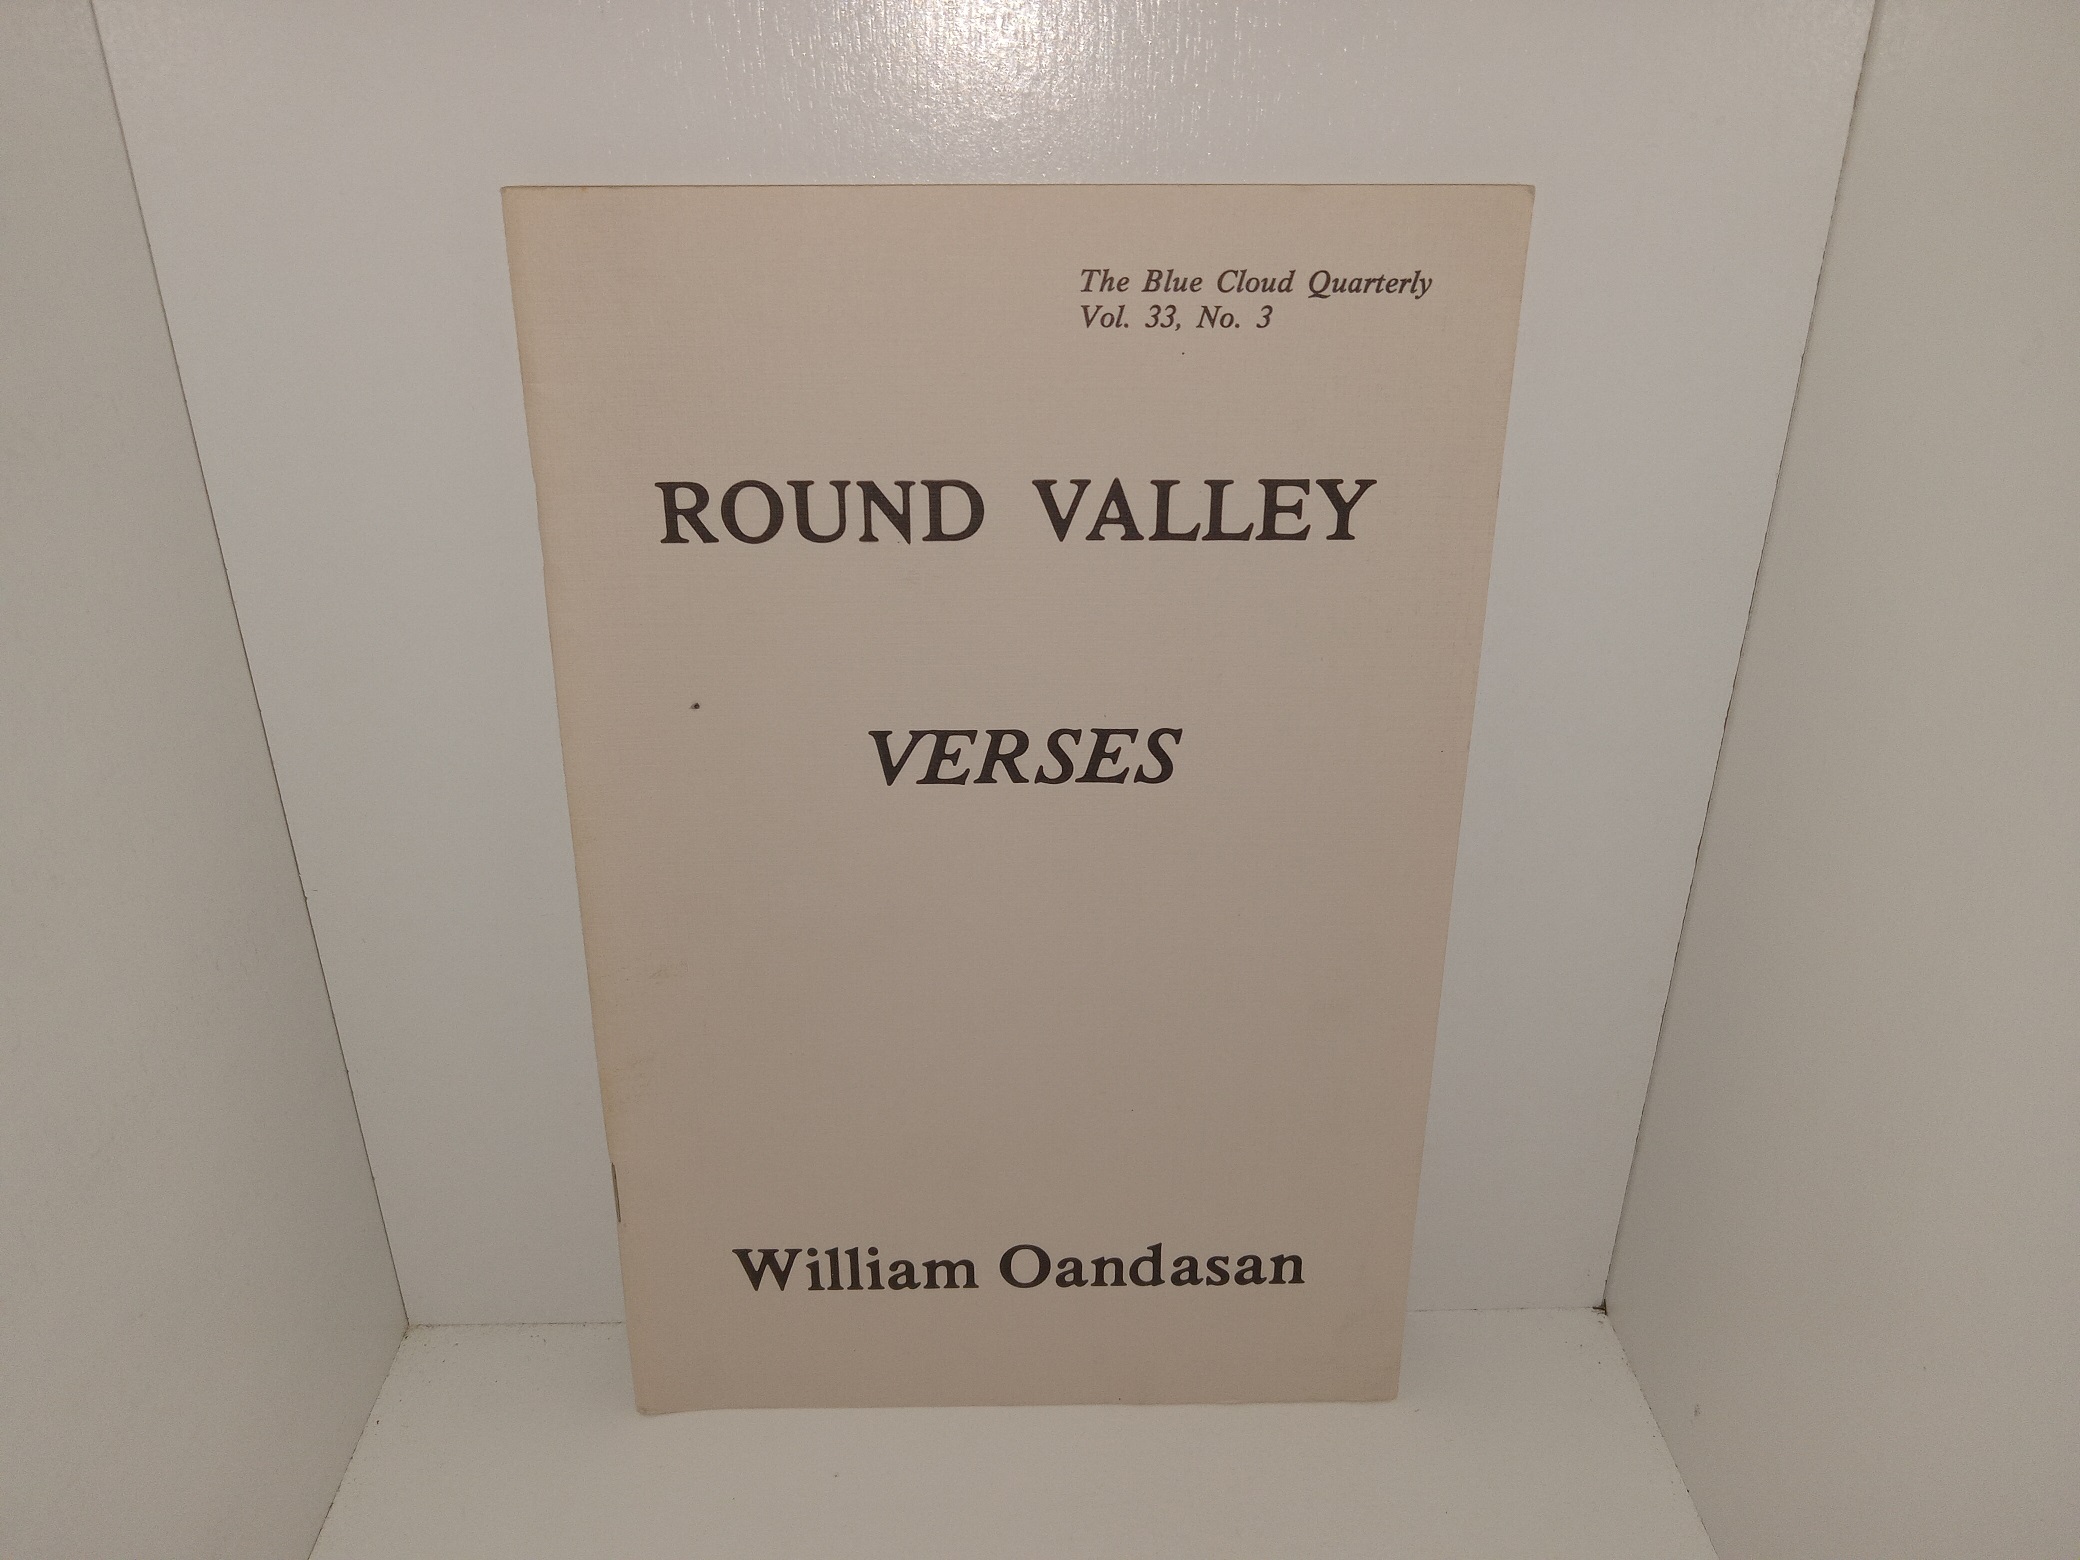 The Blue Cloud Quarterly
Vol. 33, No. 3
ROUND VALLEY
VERSES
William Oandasan